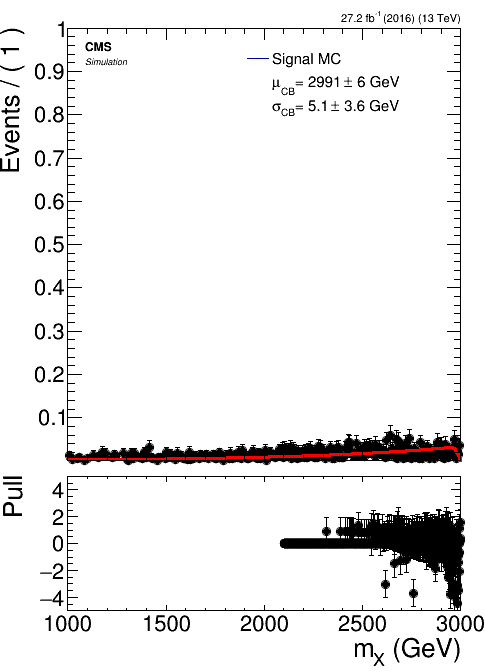 27.2 fb⁻¹ (2016) (13 TeV)
CMS
Simulation
Signal MC
μ_CB = 2991 ± 6 GeV
σ_CB = 5.1 ± 3.6 GeV
Events / ( 1 )
1
0.9
0.8
0.7
0.6
0.5
0.4
0.3
0.2
0.1
Pull
4
2
0
−2
−4
1000 1500 2000 2500 3000
m_X (GeV)